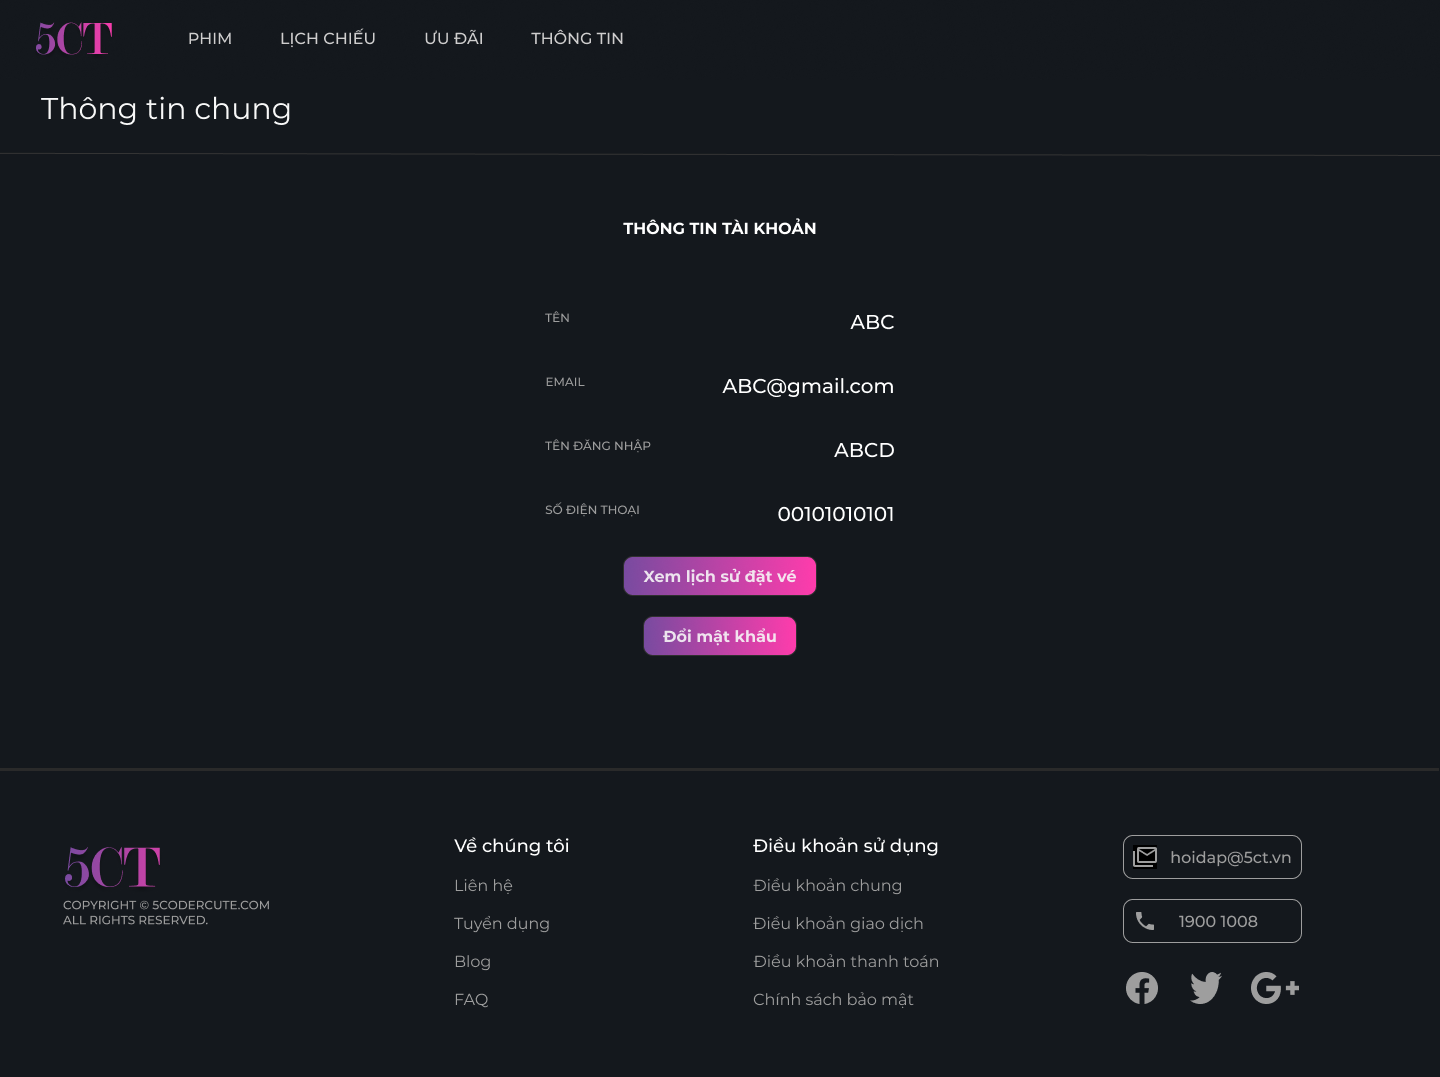 5CT
PHIM
LỊCH CHIẾU
ƯU ĐÃI
THÔNG TIN
Thông tin chung
THÔNG TIN TÀI KHOẢN
TÊN
ABC
EMAIL
ABC@gmail.com
TÊN ĐĂNG NHẬP
ABCD
SỐ ĐIỆN THOẠI
00101010101
Xem lịch sử đặt vé
Đổi mật khẩu
5CT
COPYRIGHT © 5CODERCUTE.COM
ALL RIGHTS RESERVED.
Về chúng tôi
Liên hệ
Tuyển dụng
Blog
FAQ
Điều khoản sử dụng
Điều khoản chung
Điều khoản giao dịch
Điều khoản thanh toán
Chính sách bảo mật
hoidap@5ct.vn
1900 1008